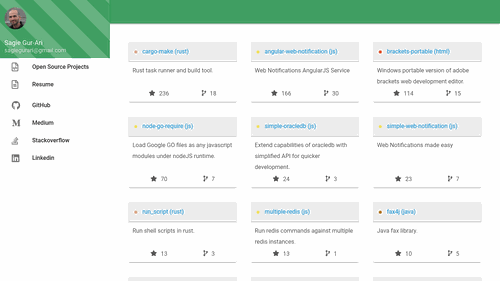 Sagie Gur-Ari
sagiegurari@gmail.com
Open Source Projects
Resume
GitHub
Medium
Stackoverflow
Linkedin
cargo-make (rust)
Rust task runner and build tool.
236 18
angular-web-notification (js)
Web Notifications AngularJS Service
166 30
brackets-portable (html)
Windows portable version of adobe
brackets web development editor.
114 15
node-go-require (js)
Load Google GO files as any javascript
modules under nodeJS runtime.
70 7
simple-oracledb (js)
Extend capabilities of oracledb with
simplified API for quicker
development.
24 3
simple-web-notification (js)
Web Notifications made easy
23 7
run_script (rust)
Run shell scripts in rust.
13 3
multiple-redis (js)
Run redis commands against multiple
redis instances.
13 1
fax4j (java)
Java fax library.
10 5